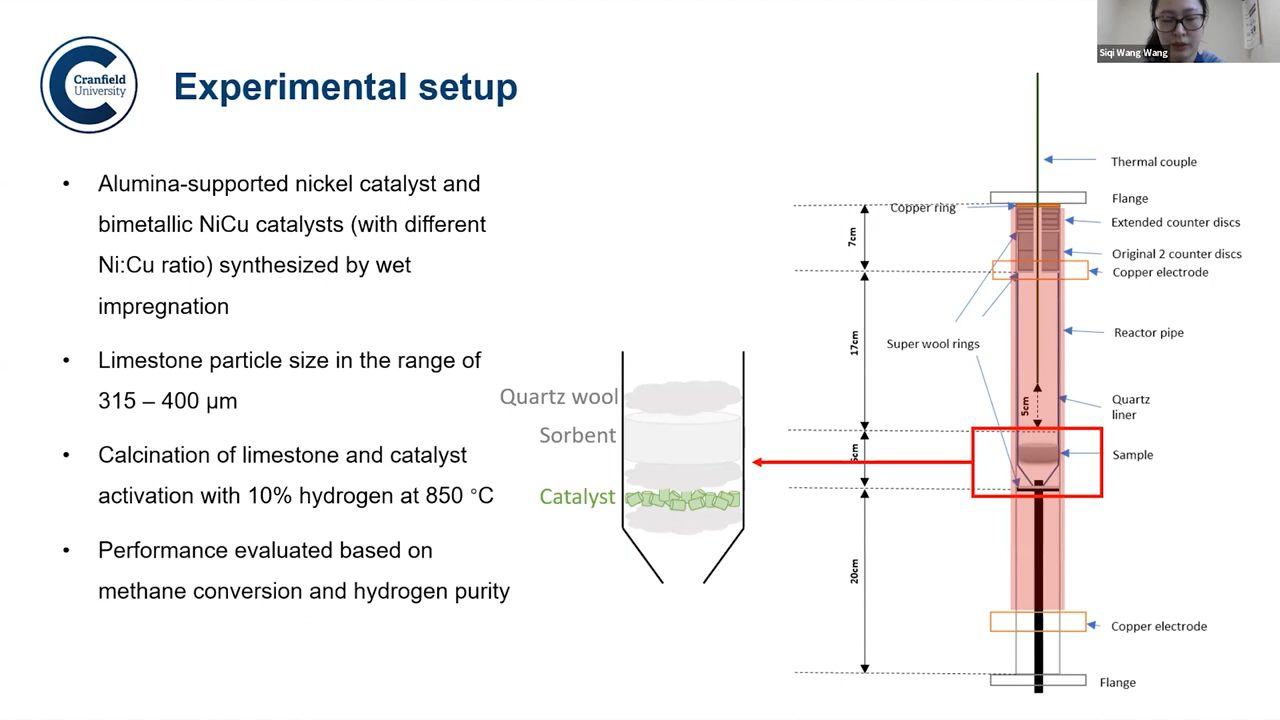 Siqi Wang Wang
Cranfield
University
Experimental setup
• Alumina-supported nickel catalyst and
bimetallic NiCu catalysts (with different
Ni:Cu ratio) synthesized by wet
impregnation
• Limestone particle size in the range of
315 – 400 µm
• Calcination of limestone and catalyst
activation with 10% hydrogen at 850 °C
• Performance evaluated based on
methane conversion and hydrogen purity
Quartz wool
Sorbent
Catalyst
Thermal couple
Flange
Copper ring
Extended counter discs
7cm
Original 2 counter discs
Copper electrode
Reactor pipe
17cm
Super wool rings
5cm
Quartz
liner
Sample
20cm
Copper electrode
Flange